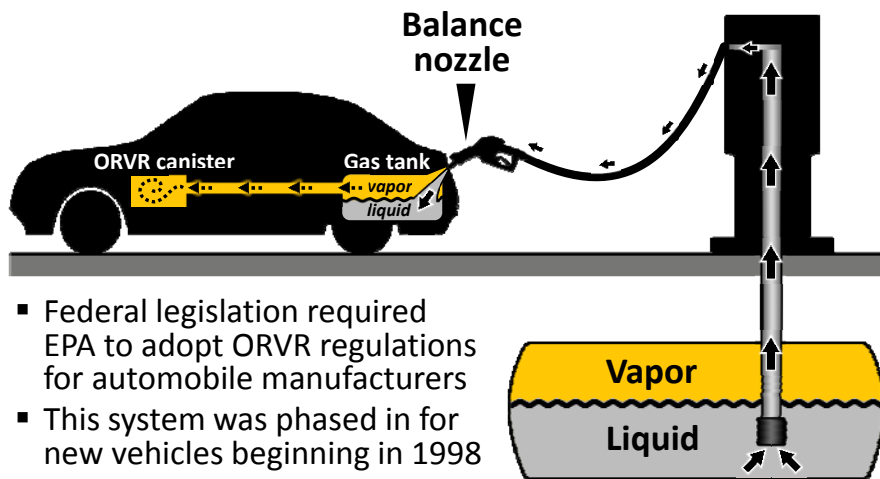 Balance
nozzle
ORVR canister
Gas tank
vapor
liquid
▪ Federal legislation required
EPA to adopt ORVR regulations
for automobile manufacturers
▪ This system was phased in for
new vehicles beginning in 1998
Vapor
Liquid